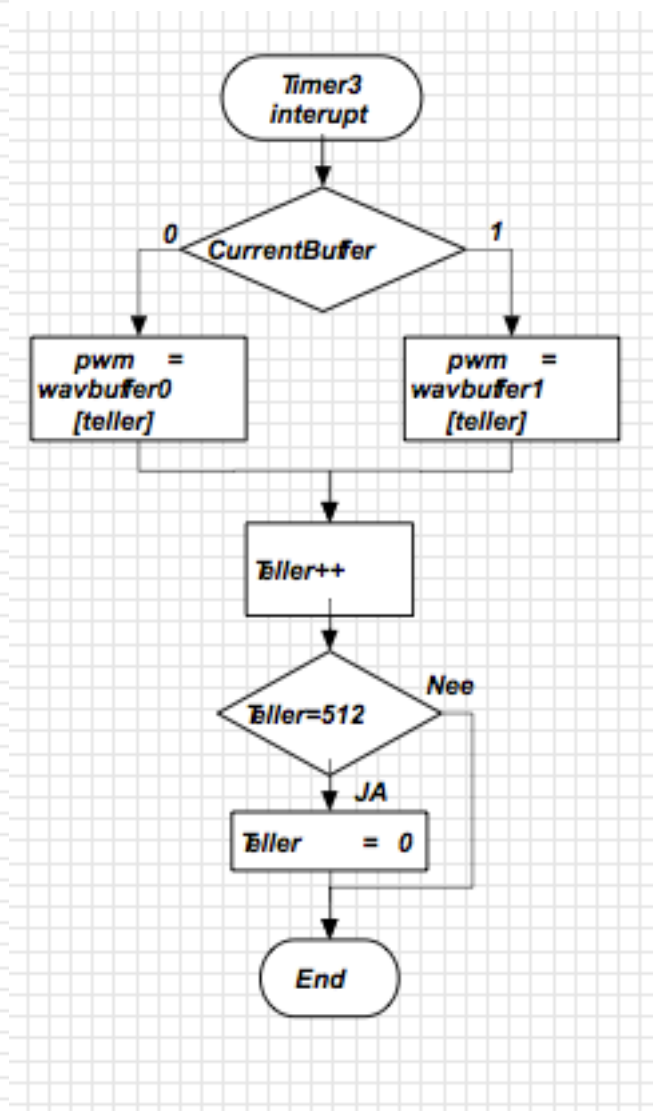 Timer3
interupt
0
CurrentBuffer
1
pwm =
wavbuffer0
[teller]
pwm =
wavbuffer1
[teller]
Teller++
Nee
Teller=512
JA
Teller = 0
End